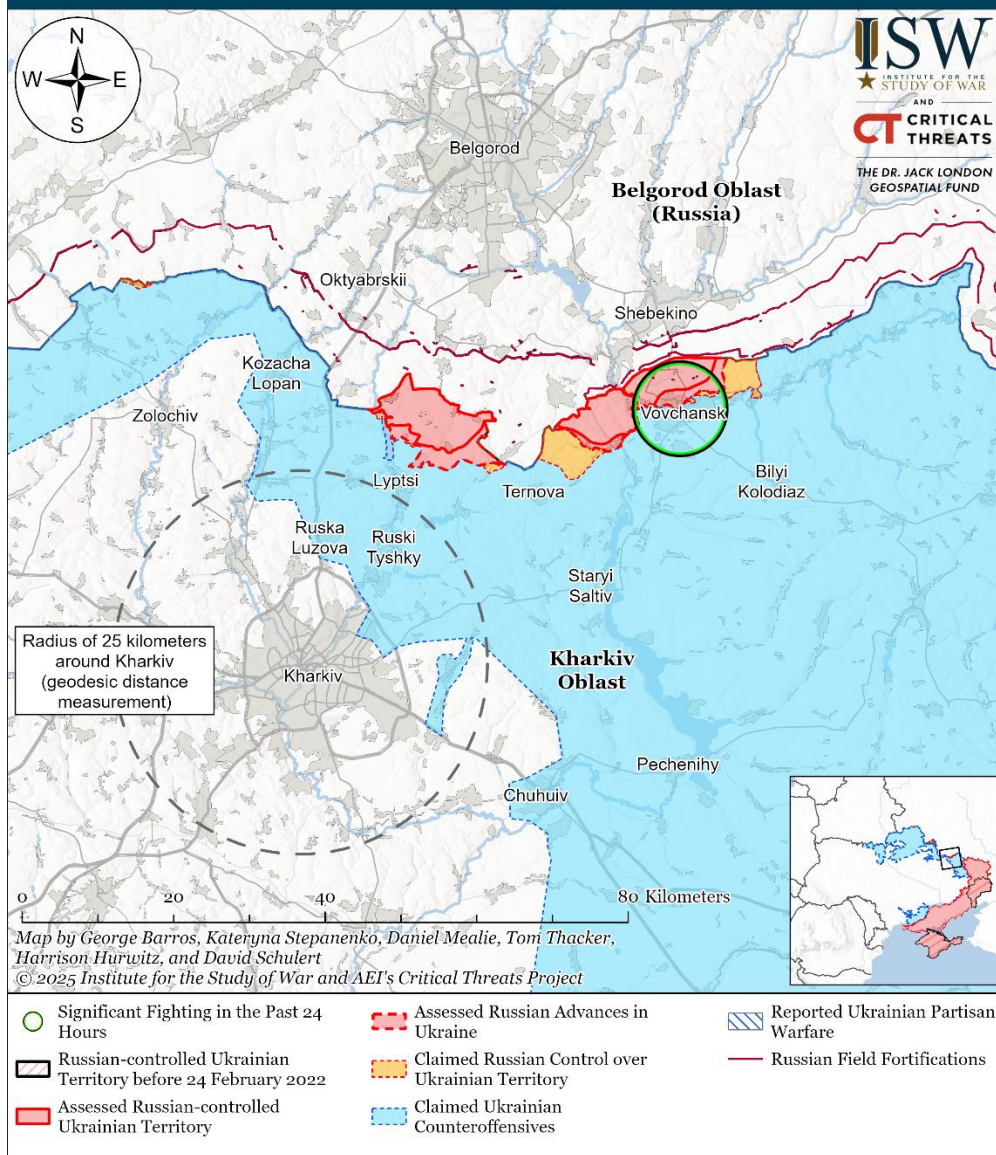 N
W E
S
ISW
INSTITUTE FOR THE
STUDY OF WAR
AND
CT CRITICAL
THREATS
THE DR. JACK LONDON
GEOSPATIAL FUND
Belgorod
Belgorod Oblast
(Russia)
Oktyabrskii
Shebekino
Kozacha
Lopan
Zolochiv
Vovchansk
Lyptsi
Ternova
Bilyi
Kolodiaz
Ruska
Luzova
Ruski
Tyshky
Staryi
Saltiv
Radius of 25 kilometers
around Kharkiv
(geodesic distance
measurement)
Kharkiv
Kharkiv
Oblast
Pechenihy
Chuhuiv
0 20 40 80 Kilometers
Map by George Barros, Kateryna Stepanenko, Daniel Mealie, Tom Thacker,
Harrison Hurwitz, and David Schulert
© 2025 Institute for the Study of War and AEI's Critical Threats Project
Significant Fighting in the Past 24
Hours
Russian-controlled Ukrainian
Territory before 24 February 2022
Assessed Russian-controlled
Ukrainian Territory
Assessed Russian Advances in
Ukraine
Claimed Russian Control over
Ukrainian Territory
Claimed Ukrainian
Counteroffensives
Reported Ukrainian Partisan
Warfare
Russian Field Fortifications